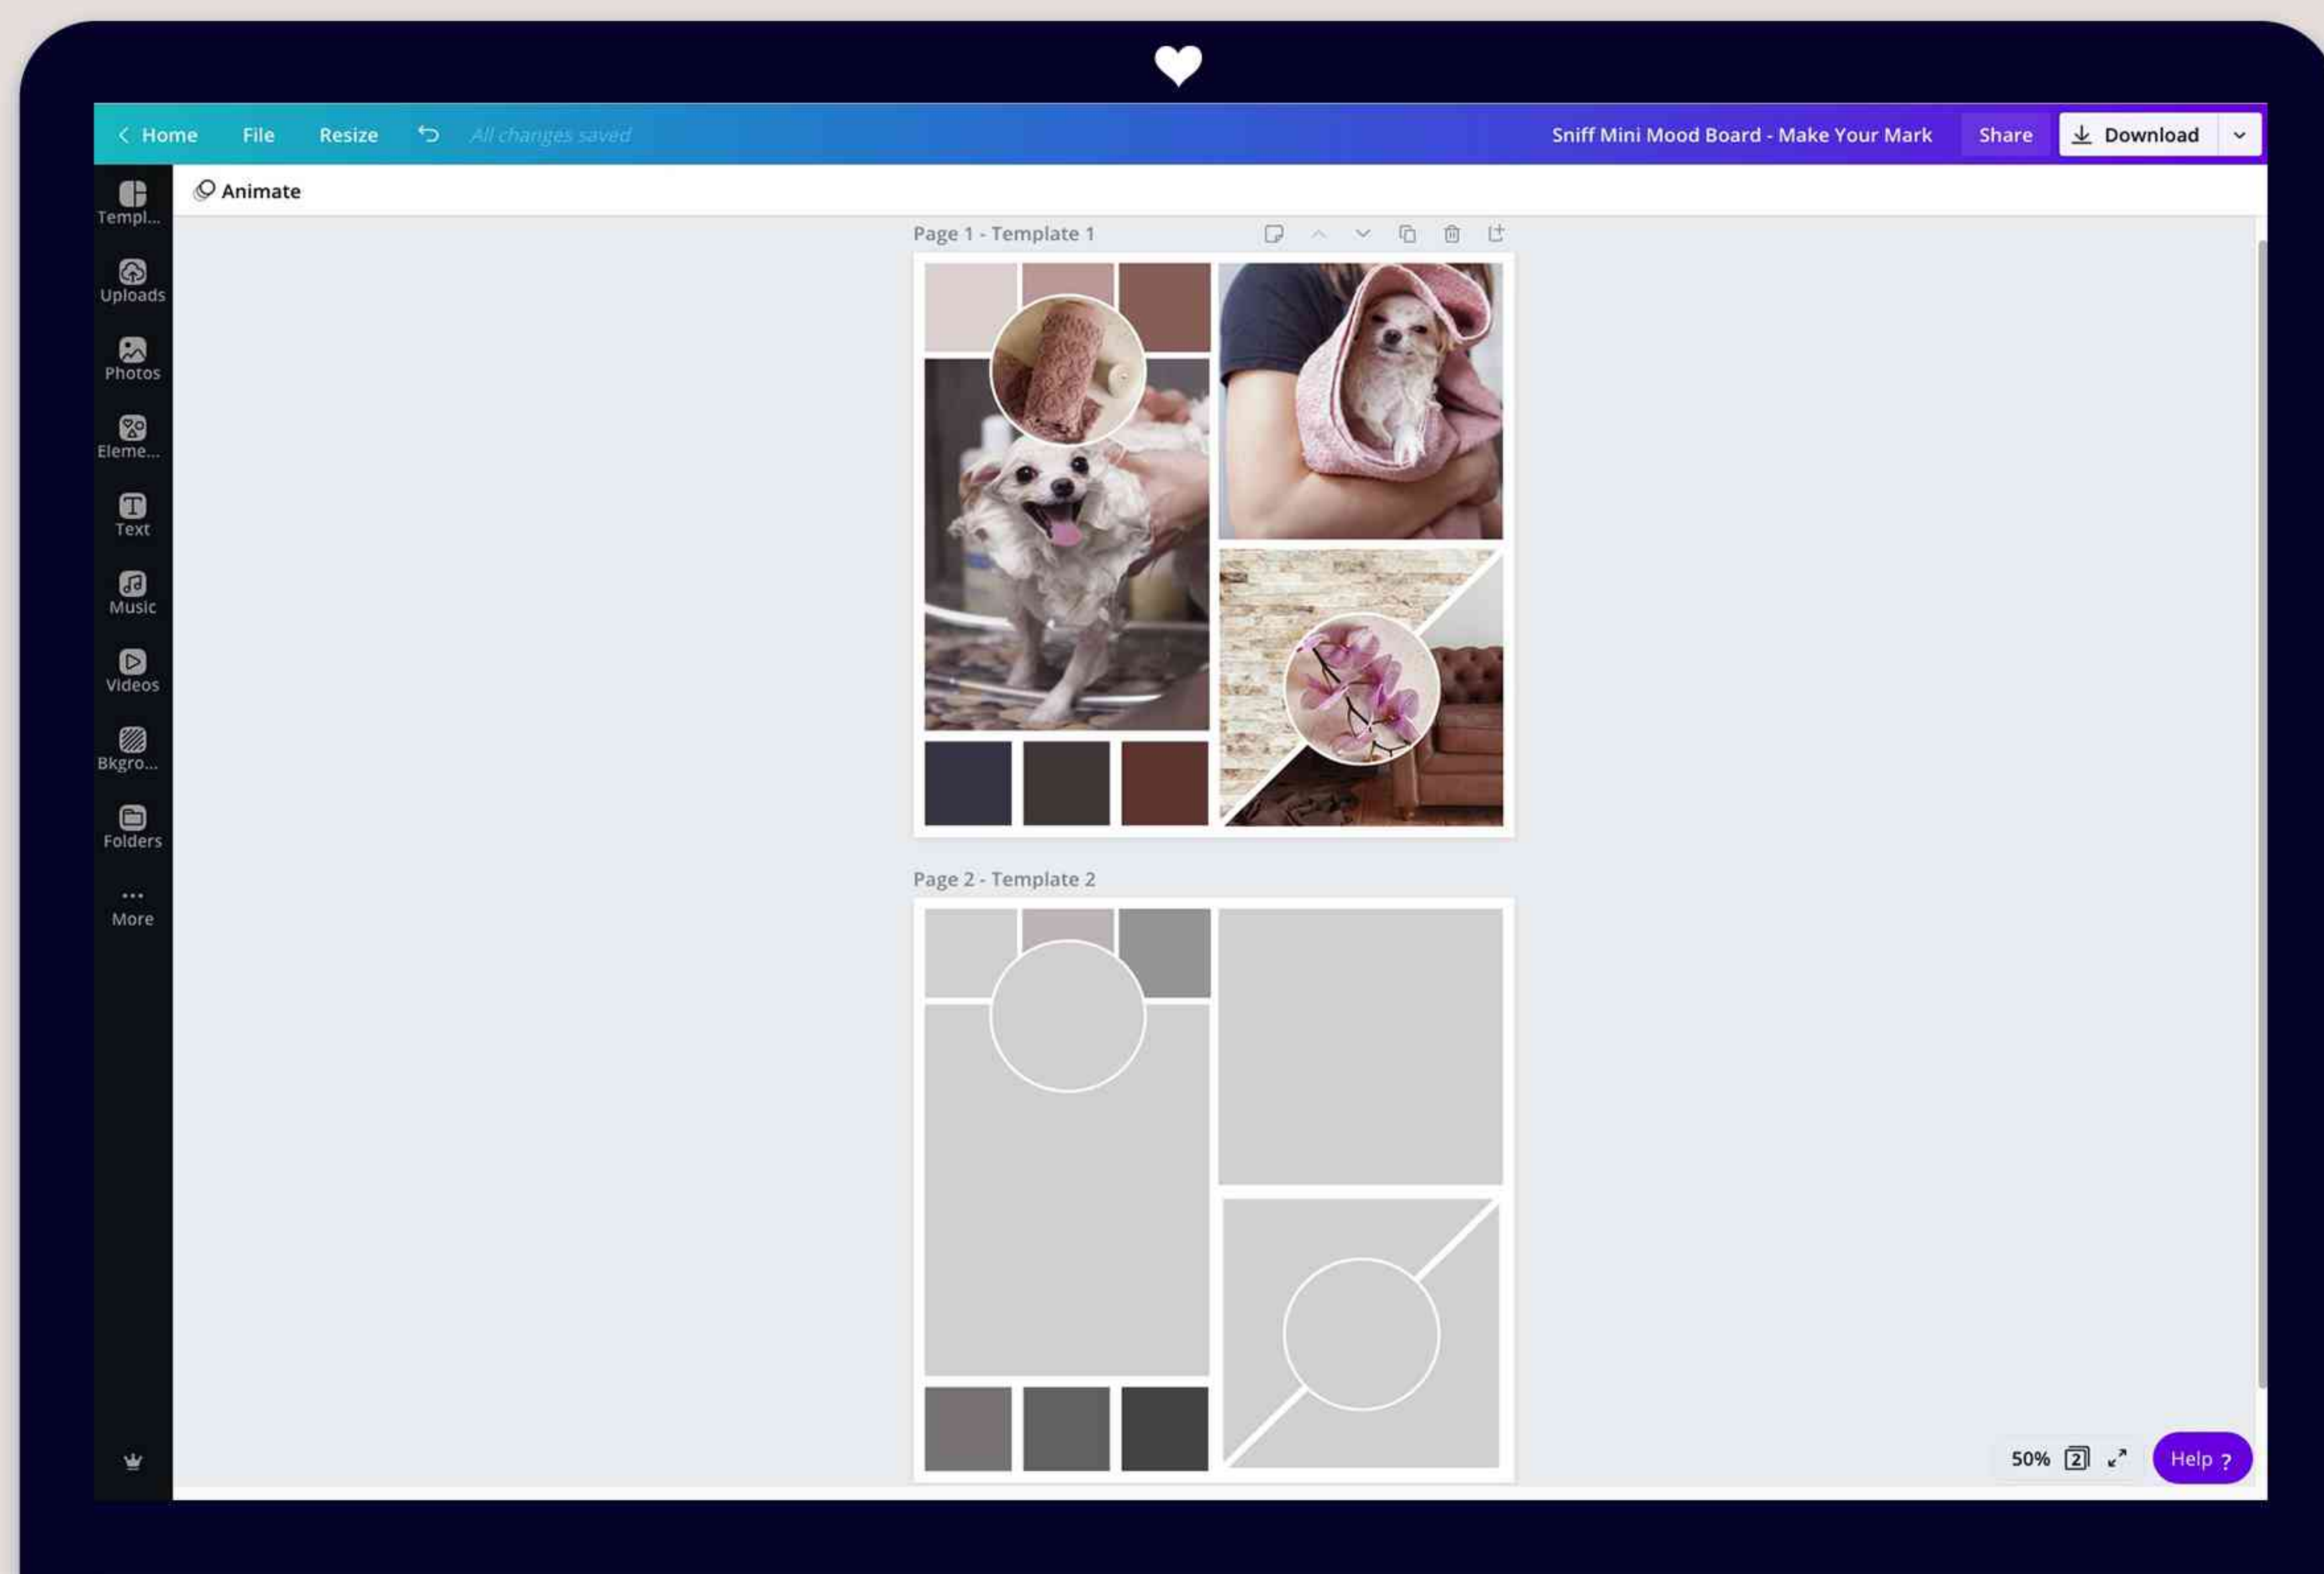 Home File Resize All changes saved Sniff Mini Mood Board - Make Your Mark Share Download
Templ...
Animate
Page 1 - Template 1
Uploads
Photos
Eleme...
Text
Music
Videos
Bkgro...
Folders
Page 2 - Template 2
More
50% 2 Help ?